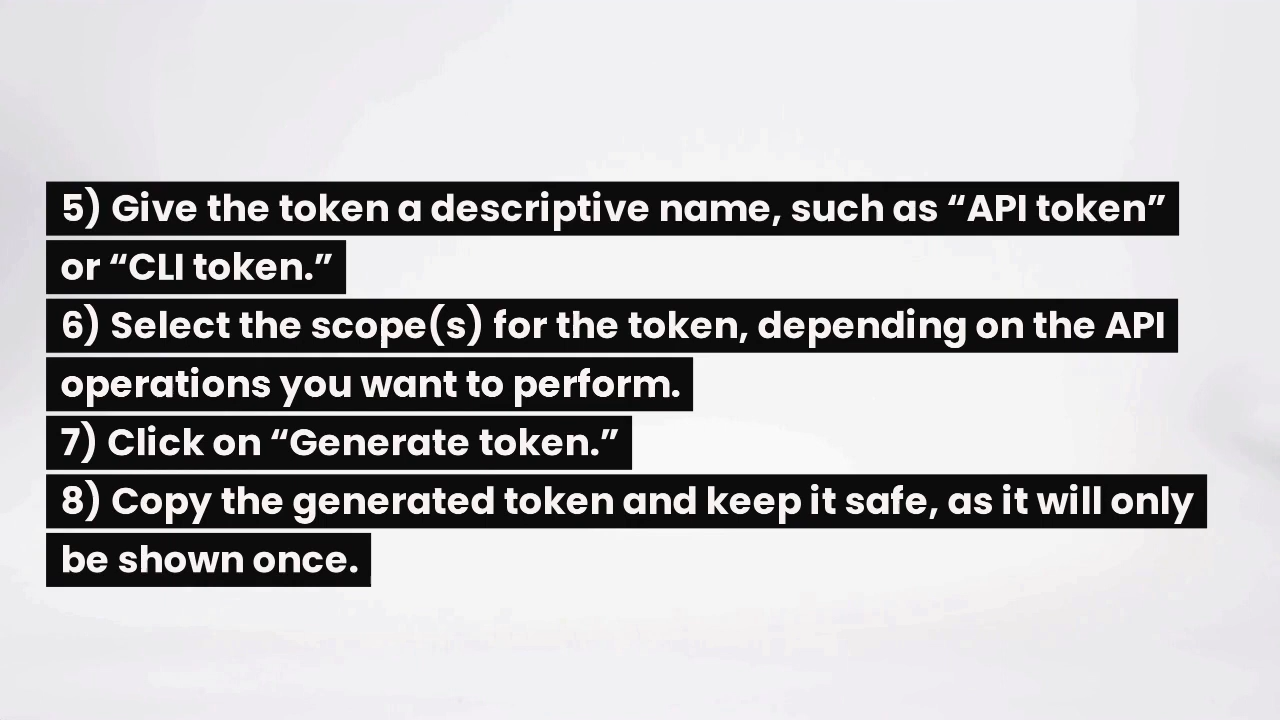 5) Give the token a descriptive name, such as “API token”
or “CLI token.”
6) Select the scope(s) for the token, depending on the API
operations you want to perform.
7) Click on “Generate token.”
8) Copy the generated token and keep it safe, as it will only
be shown once.